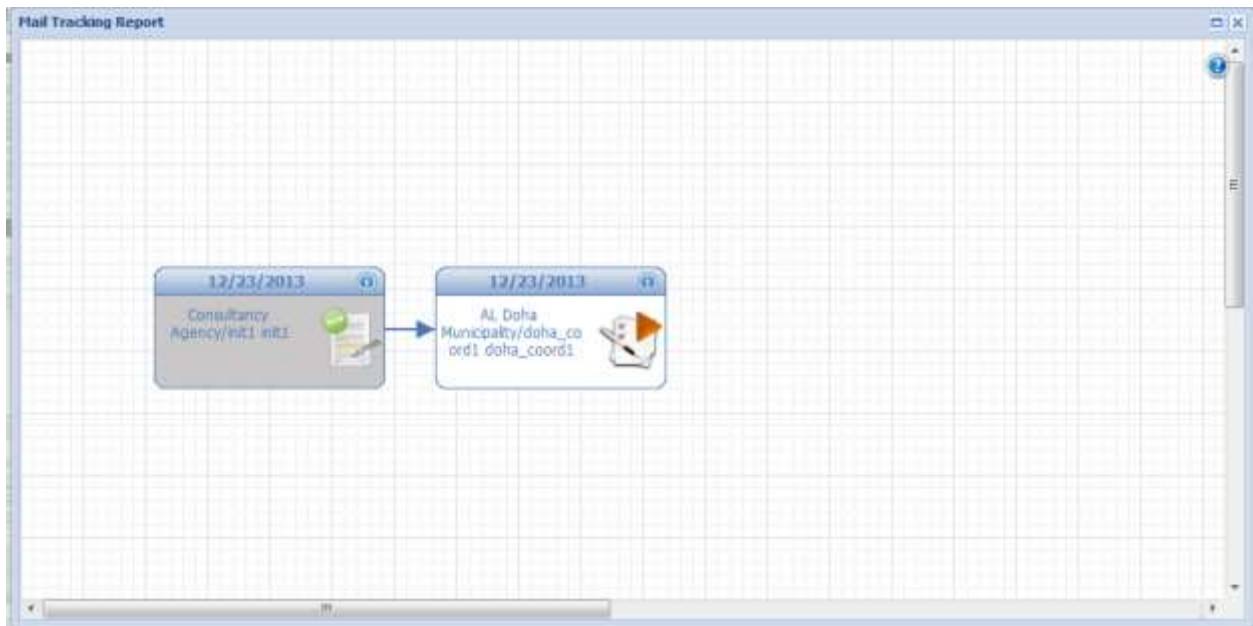 Mail Tracking Report
12/23/2013
Consultancy
Agency/init1 init1
12/23/2013
AL Doha
Municipality/doha_co
ord1 doha_coord1